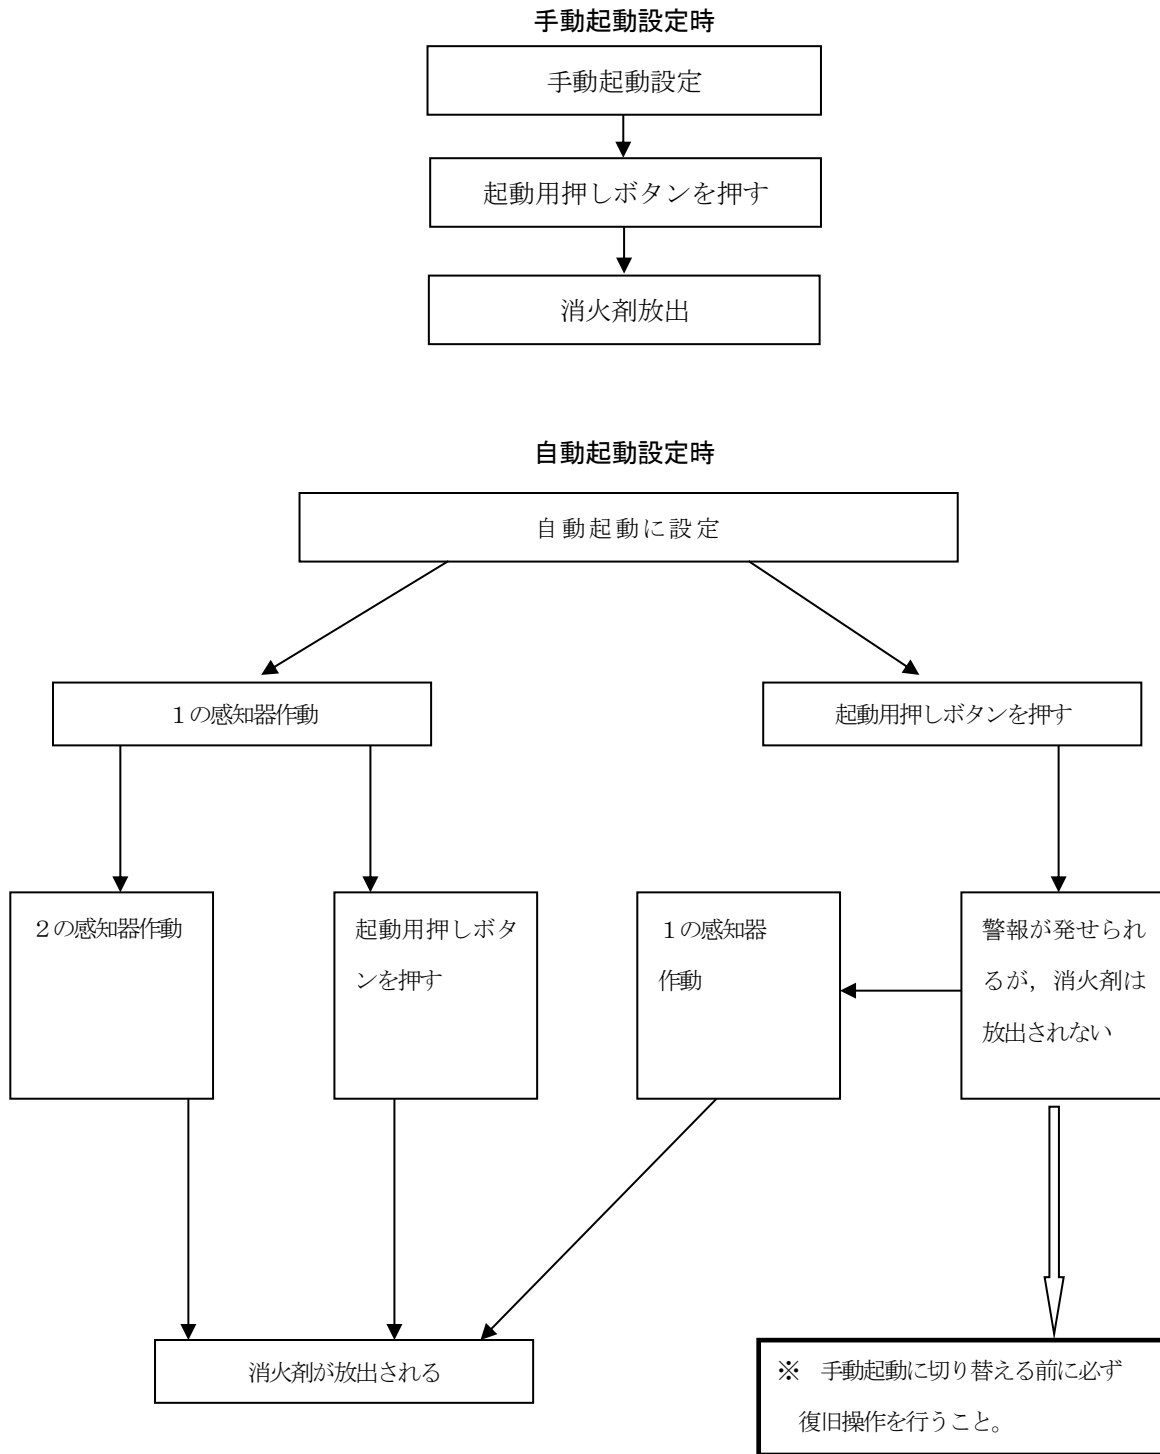 手動起動設定時
手動起動設定
起動用押しボタンを押す
消火剤放出
自動起動設定時
自動起動に設定
１の感知器作動
起動用押しボタンを押す
２の感知器作動
起動用押しボタ
ンを押す
１の感知器
作動
警報が発せられ
るが，消火剤は
放出されない
消火剤が放出される
※　手動起動に切り替える前に必ず
復旧操作を行うこと。